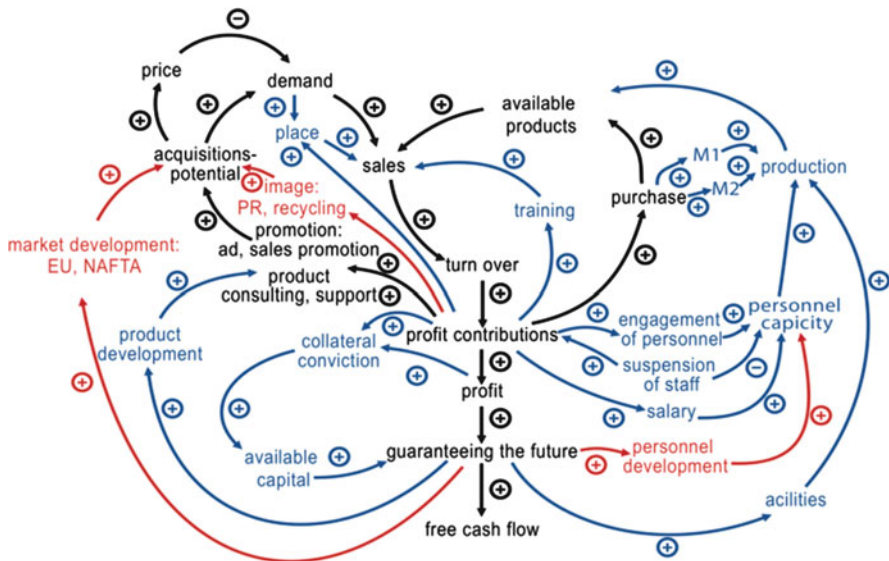 price
demand
place
acquisitions-
potential
sales
available
products
image:
PR, recycling
promotion:
ad, sales promotion
product
consulting, support
market development:
EU, NAFTA
product
development
collateral
conviction
available
capital
turn over
profit contributions
profit
guaranteeing the future
free cash flow
training
purchase
M1
M2
production
engagement
of personnel
suspension
of staff
salary
personnel
capicity
personnel
development
acilities